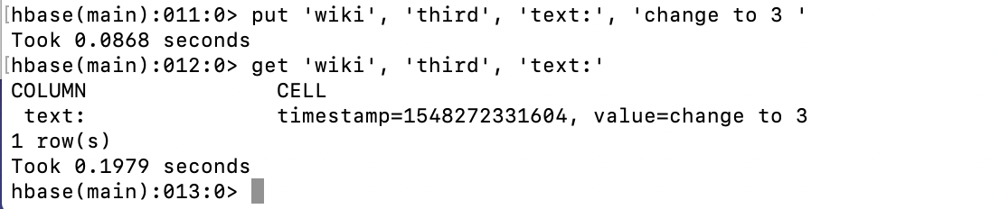 [hbase(main):011:0> put 'wiki', 'third', 'text:', 'change to 3 '
Took 0.0868 seconds
[hbase(main):012:0> get 'wiki', 'third', 'text:'
COLUMN                CELL
 text:                timestamp=1548272331604, value=change to 3
1 row(s)
Took 0.1979 seconds
hbase(main):013:0>